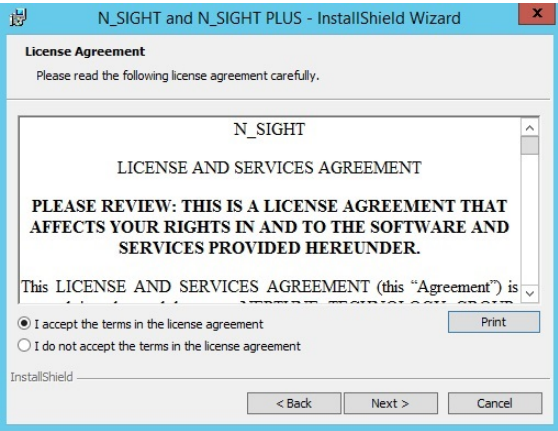 N_SIGHT and N_SIGHT PLUS - InstallShield Wizard
x
License Agreement
Please read the following license agreement carefully.
N_SIGHT
LICENSE AND SERVICES AGREEMENT
PLEASE REVIEW: THIS IS A LICENSE AGREEMENT THAT
AFFECTS YOUR RIGHTS IN AND TO THE SOFTWARE AND
SERVICES PROVIDED HEREUNDER.
This LICENSE AND SERVICES AGREEMENT (this “Agreement”) is
NEPTUNE TECHNOLOGY GROUP
I accept the terms in the license agreement
Print
I do not accept the terms in the license agreement
InstallShield
< Back
Next >
Cancel